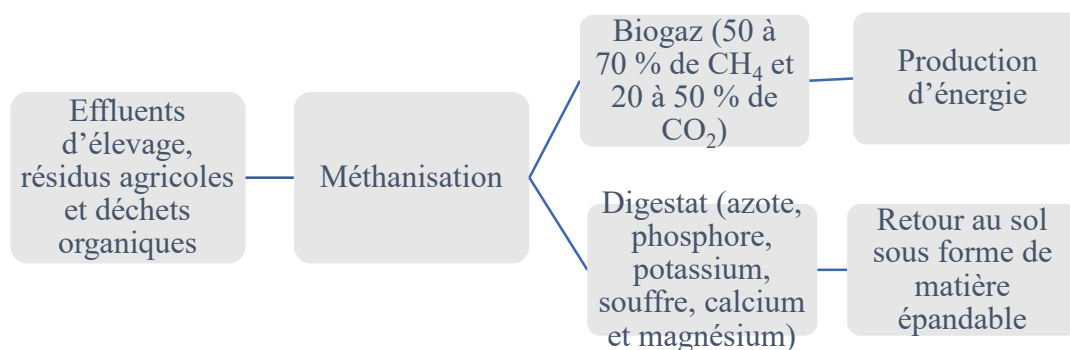 Effluents
d’élevage,
résidus agricoles
et déchets
organiques
Méthanisation
Biogaz (50 à
70 % de CH₄ et
20 à 50 % de
CO₂)
Production
d’énergie
Digestat (azote,
phosphore,
potassium,
souffre, calcium
et magnésium)
Retour au sol
sous forme de
matière
épandable